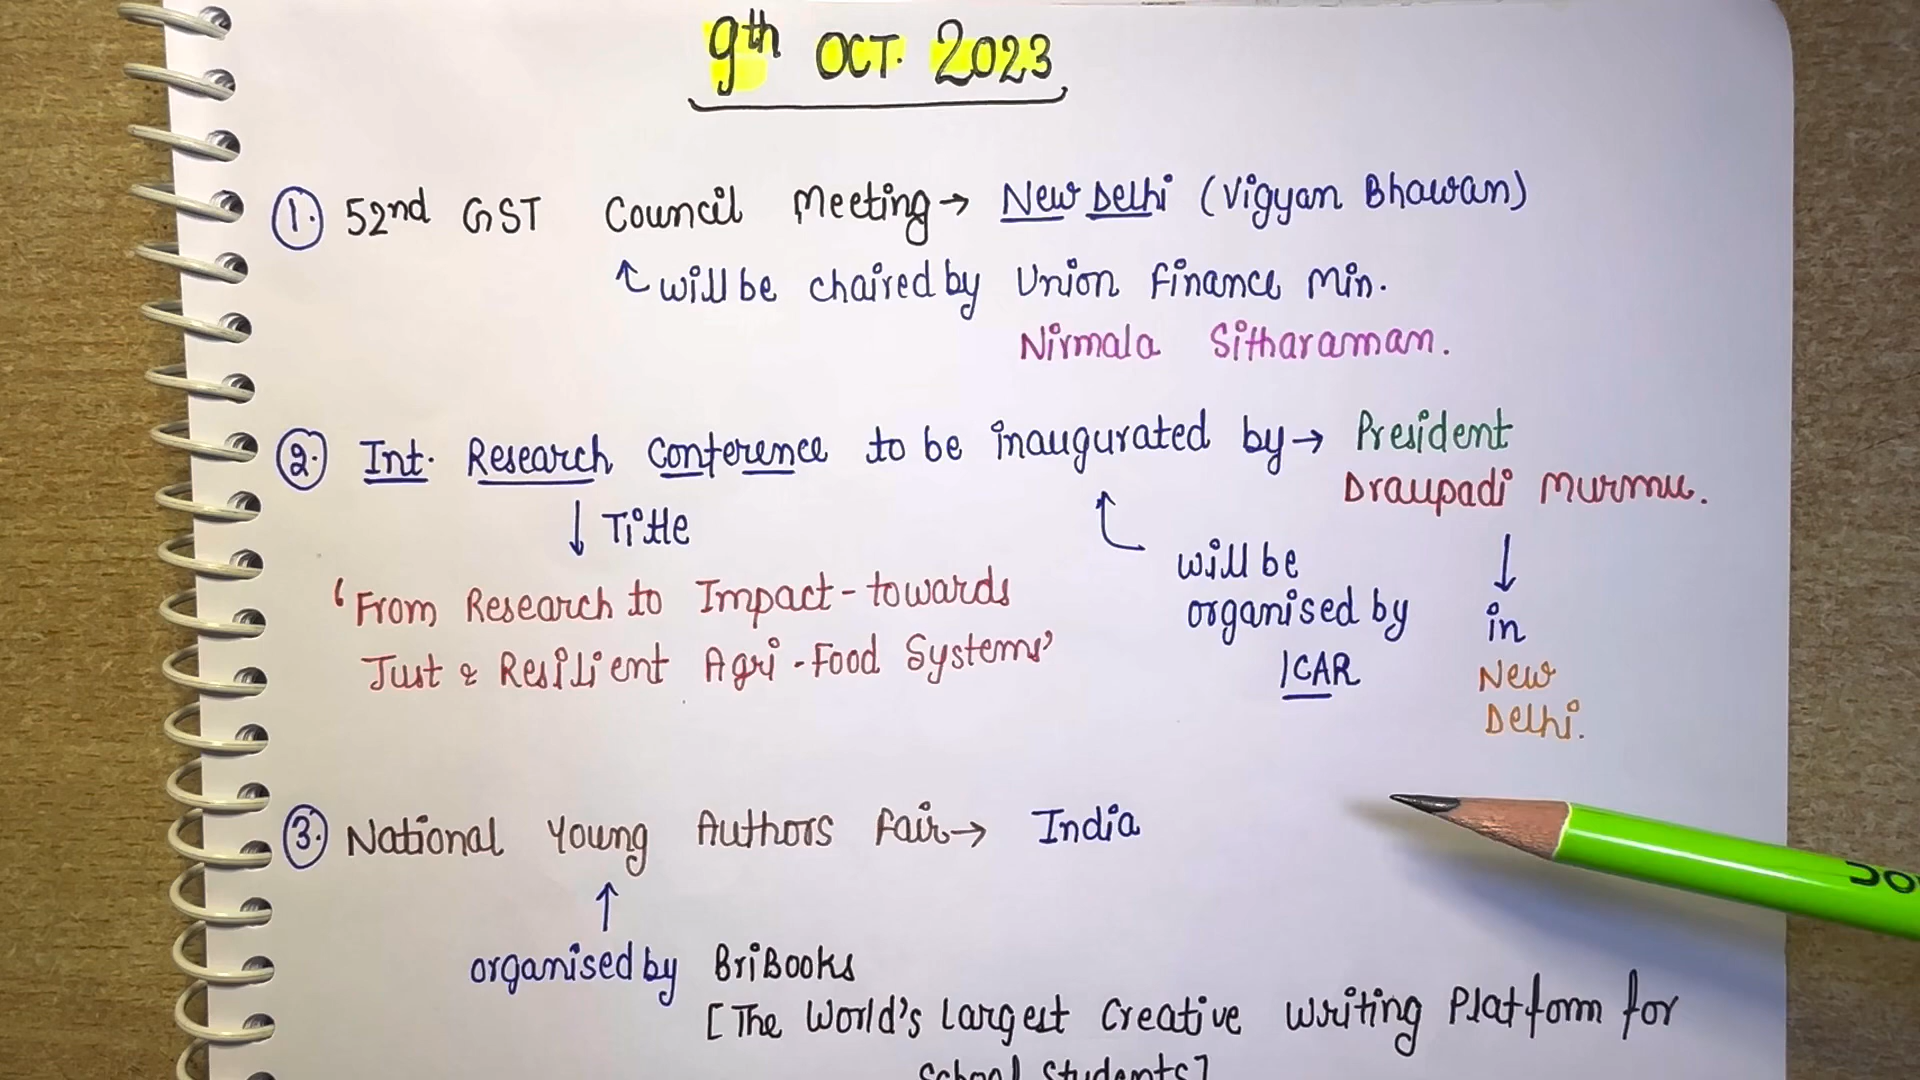 9th OCT. 2023
1. 52nd GST Council Meeting → New Delhi (Vigyan Bhawan)
will be chaired by Union Finance Min.
Nirmala Sitharaman.
2. Int. Research Conference to be inaugurated by → President
Draupadi Murmu.
↓ Title
'From Research to Impact - towards
Just & Resilient Agri - Food Systems'
will be
organised by
ICAR
↓
in
New
Delhi.
3. National Young Authors Fair → India
↑
organised by BriBooks
[The World's Largest Creative Writing Platform for
School Students]